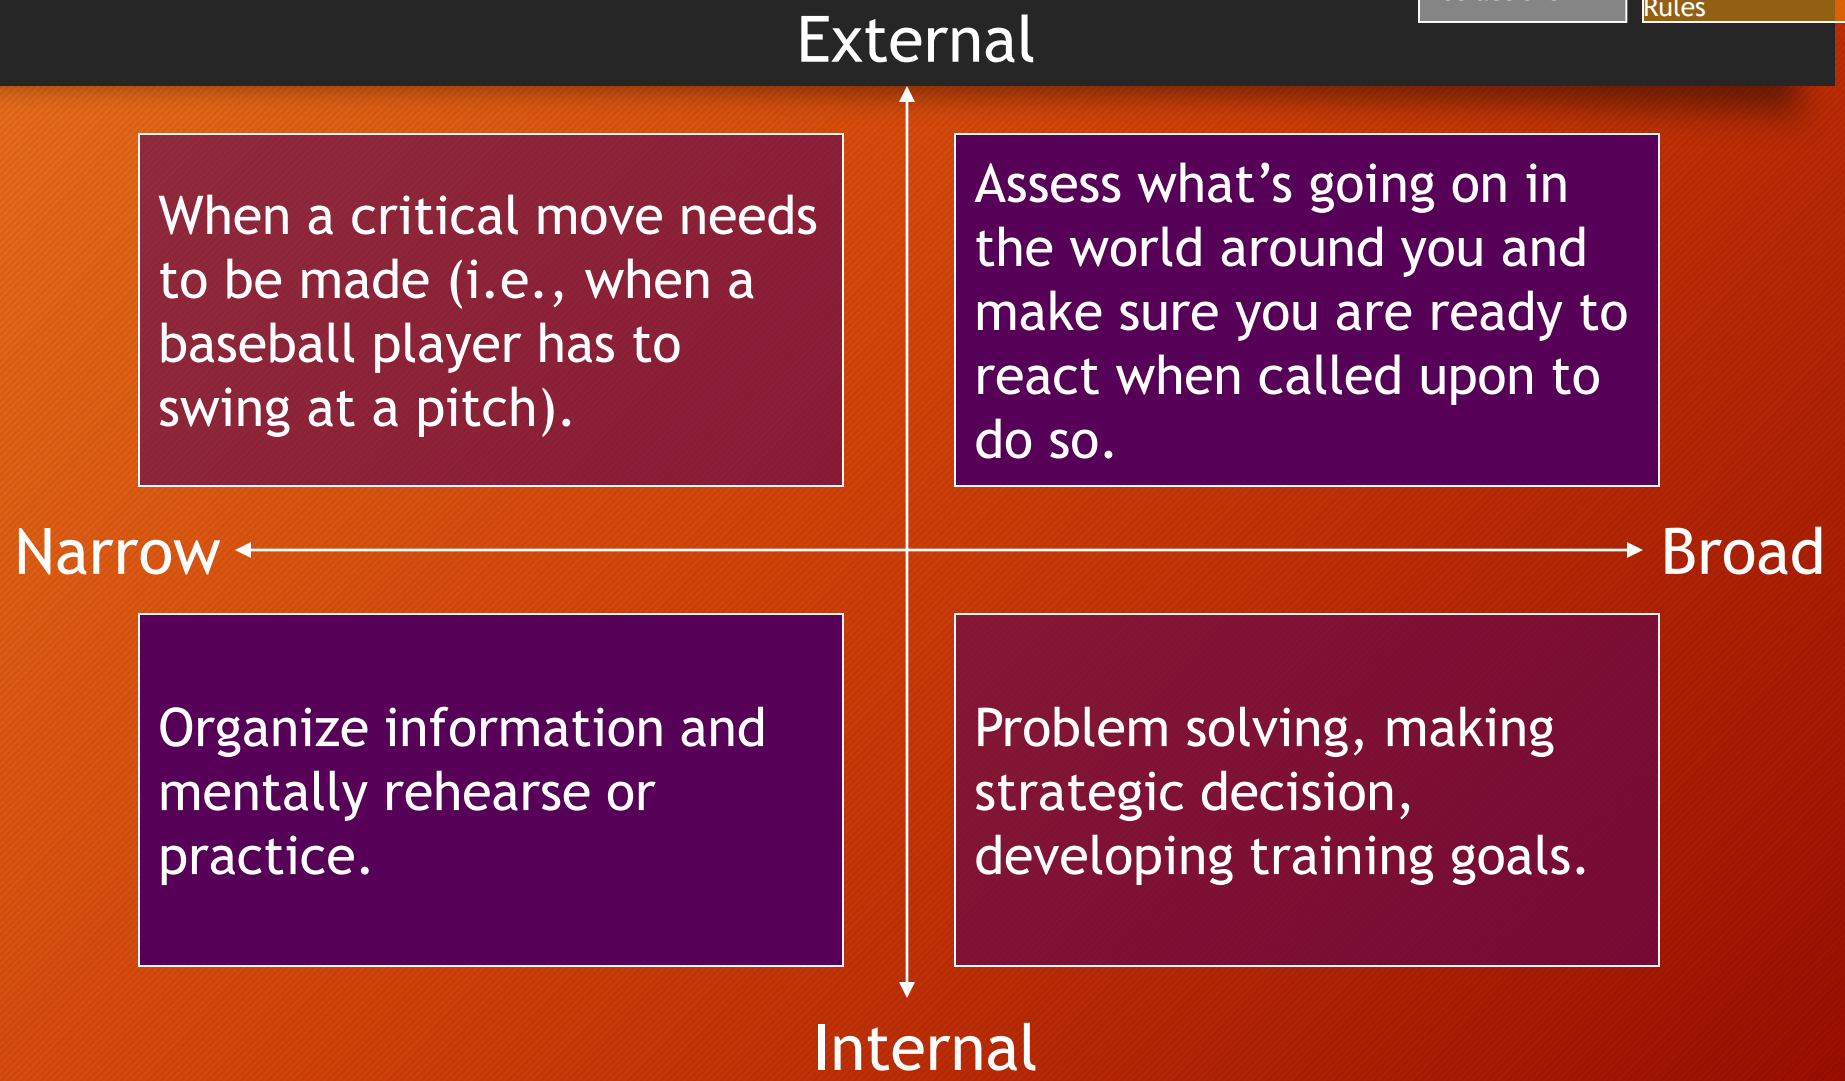 Rules
External
When a critical move needs
to be made (i.e., when a
baseball player has to
swing at a pitch).
Assess what’s going on in
the world around you and
make sure you are ready to
react when called upon to
do so.
Narrow
Broad
Organize information and
mentally rehearse or
practice.
Problem solving, making
strategic decision,
developing training goals.
Internal